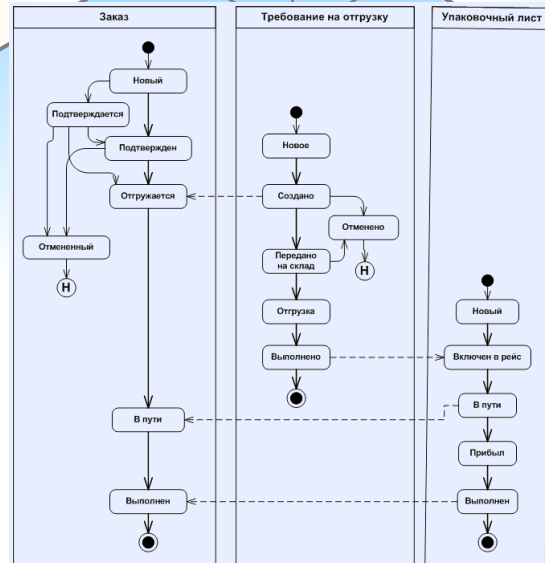 Заказ
Требование на отгрузку
Упаковочный лист
Новый
Подтверждается
Подтвержден
Отгружается
Отмененный
H
В пути
Выполнен
Новое
Создано
Отменено
Передано
на склад
H
Отгрузка
Выполнено
Новый
Включен в рейс
В пути
Прибыл
Выполнен